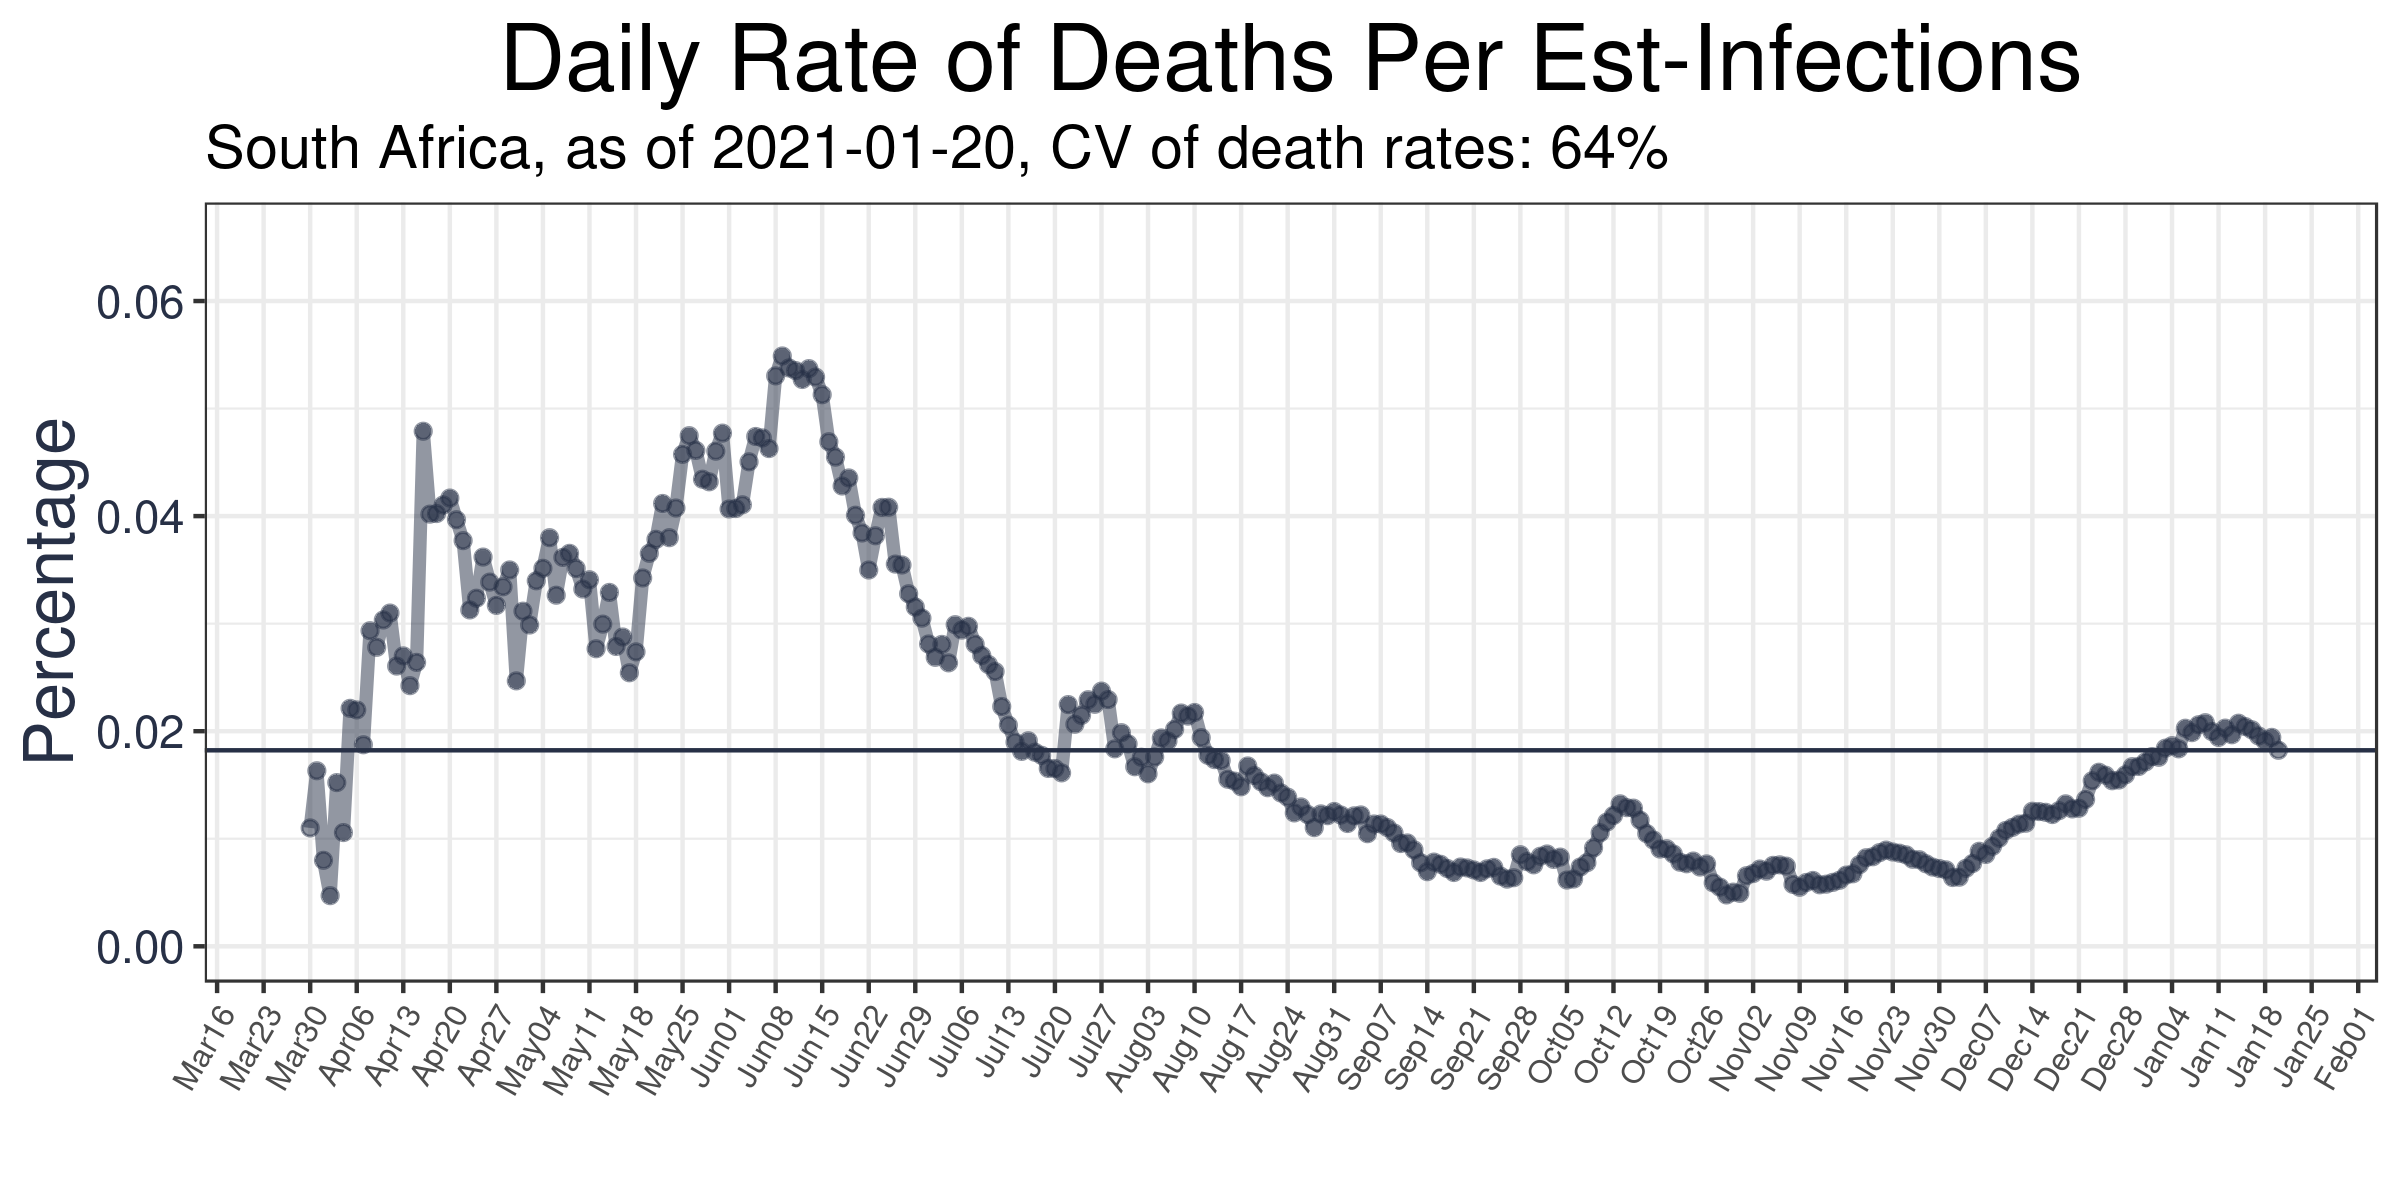 Daily Rate of Deaths Per Est-Infections
South Africa, as of 2021-01-20, CV of death rates: 64%
Percentage
0.06
0.04
0.02
0.00
Mar16 Mar23 Mar30 Apr06 Apr13 Apr20 Apr27 May04 May11 May18 May25 Jun01 Jun08 Jun15 Jun22 Jun29 Jul06 Jul13 Jul20 Jul27 Aug03 Aug10 Aug17 Aug24 Aug31 Sep07 Sep14 Sep21 Sep28 Oct05 Oct12 Oct19 Oct26 Nov02 Nov09 Nov16 Nov23 Nov30 Dec07 Dec14 Dec21 Dec28 Jan04 Jan11 Jan18 Jan25 Feb01